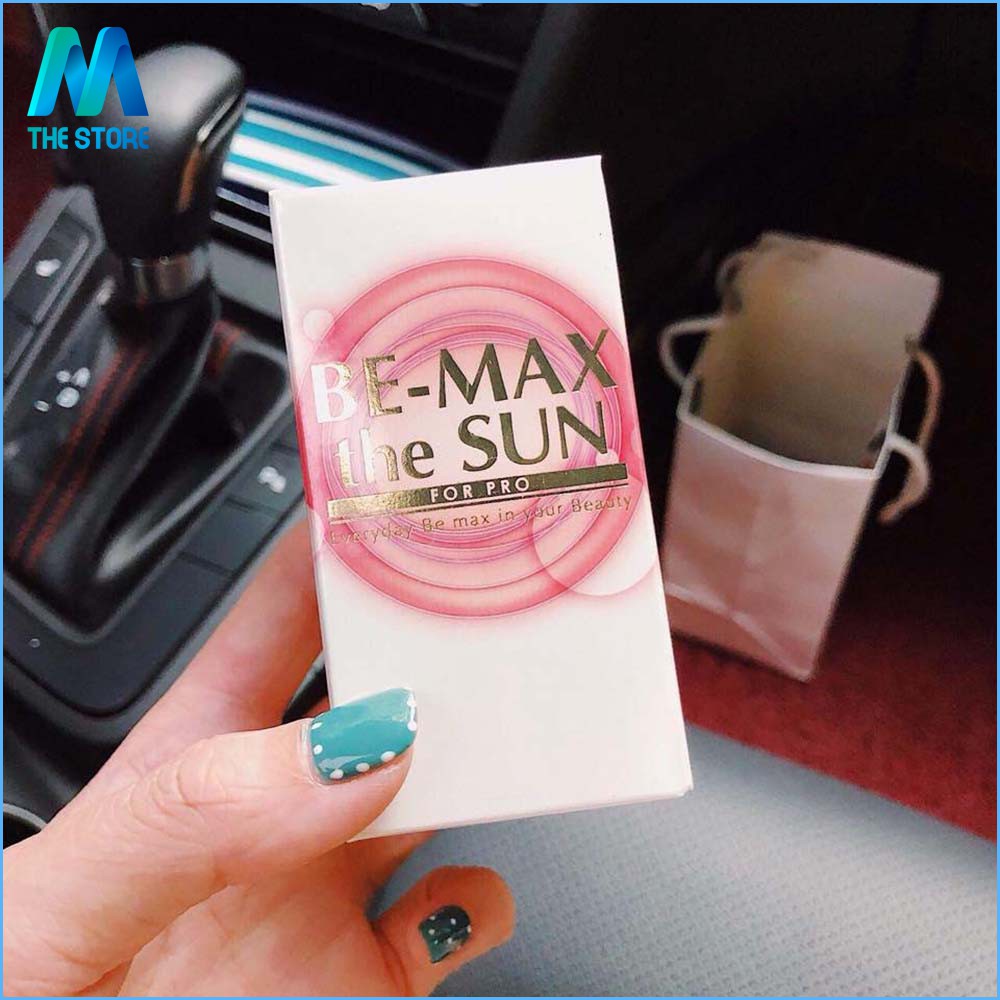 M
THE STORE
BE-MAX
the SUN
FOR PRO
Everyday Be max in your Beauty